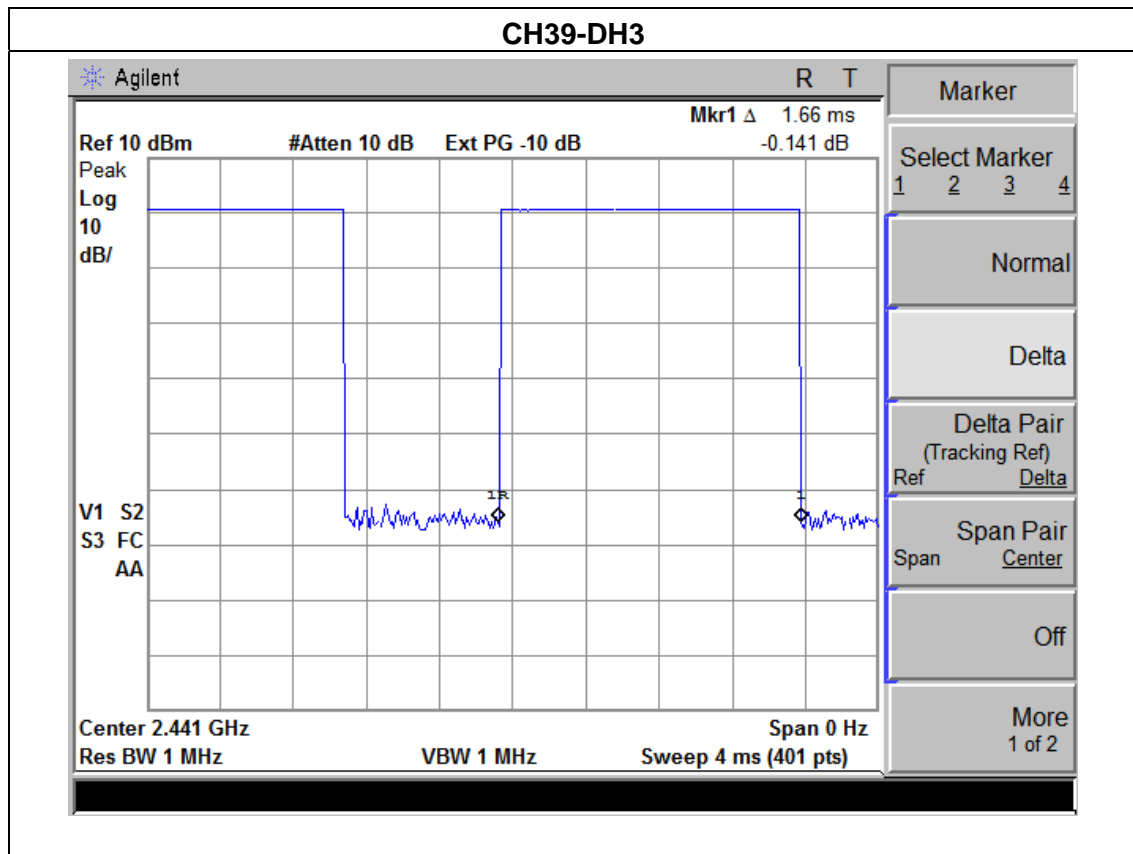 CH39-DH3
Agilent R T
Mkr1 Δ 1.66 ms
Ref 10 dBm #Atten 10 dB Ext PG -10 dB -0.141 dB
Peak
Log
10
dB/
1R 1
V1 S2
S3 FC
AA
Center 2.441 GHz Span 0 Hz
Res BW 1 MHz VBW 1 MHz Sweep 4 ms (401 pts)
Marker
Select Marker
1 2 3 4
Normal
Delta
Delta Pair
(Tracking Ref)
Ref Delta
Span Pair
Span Center
Off
More
1 of 2